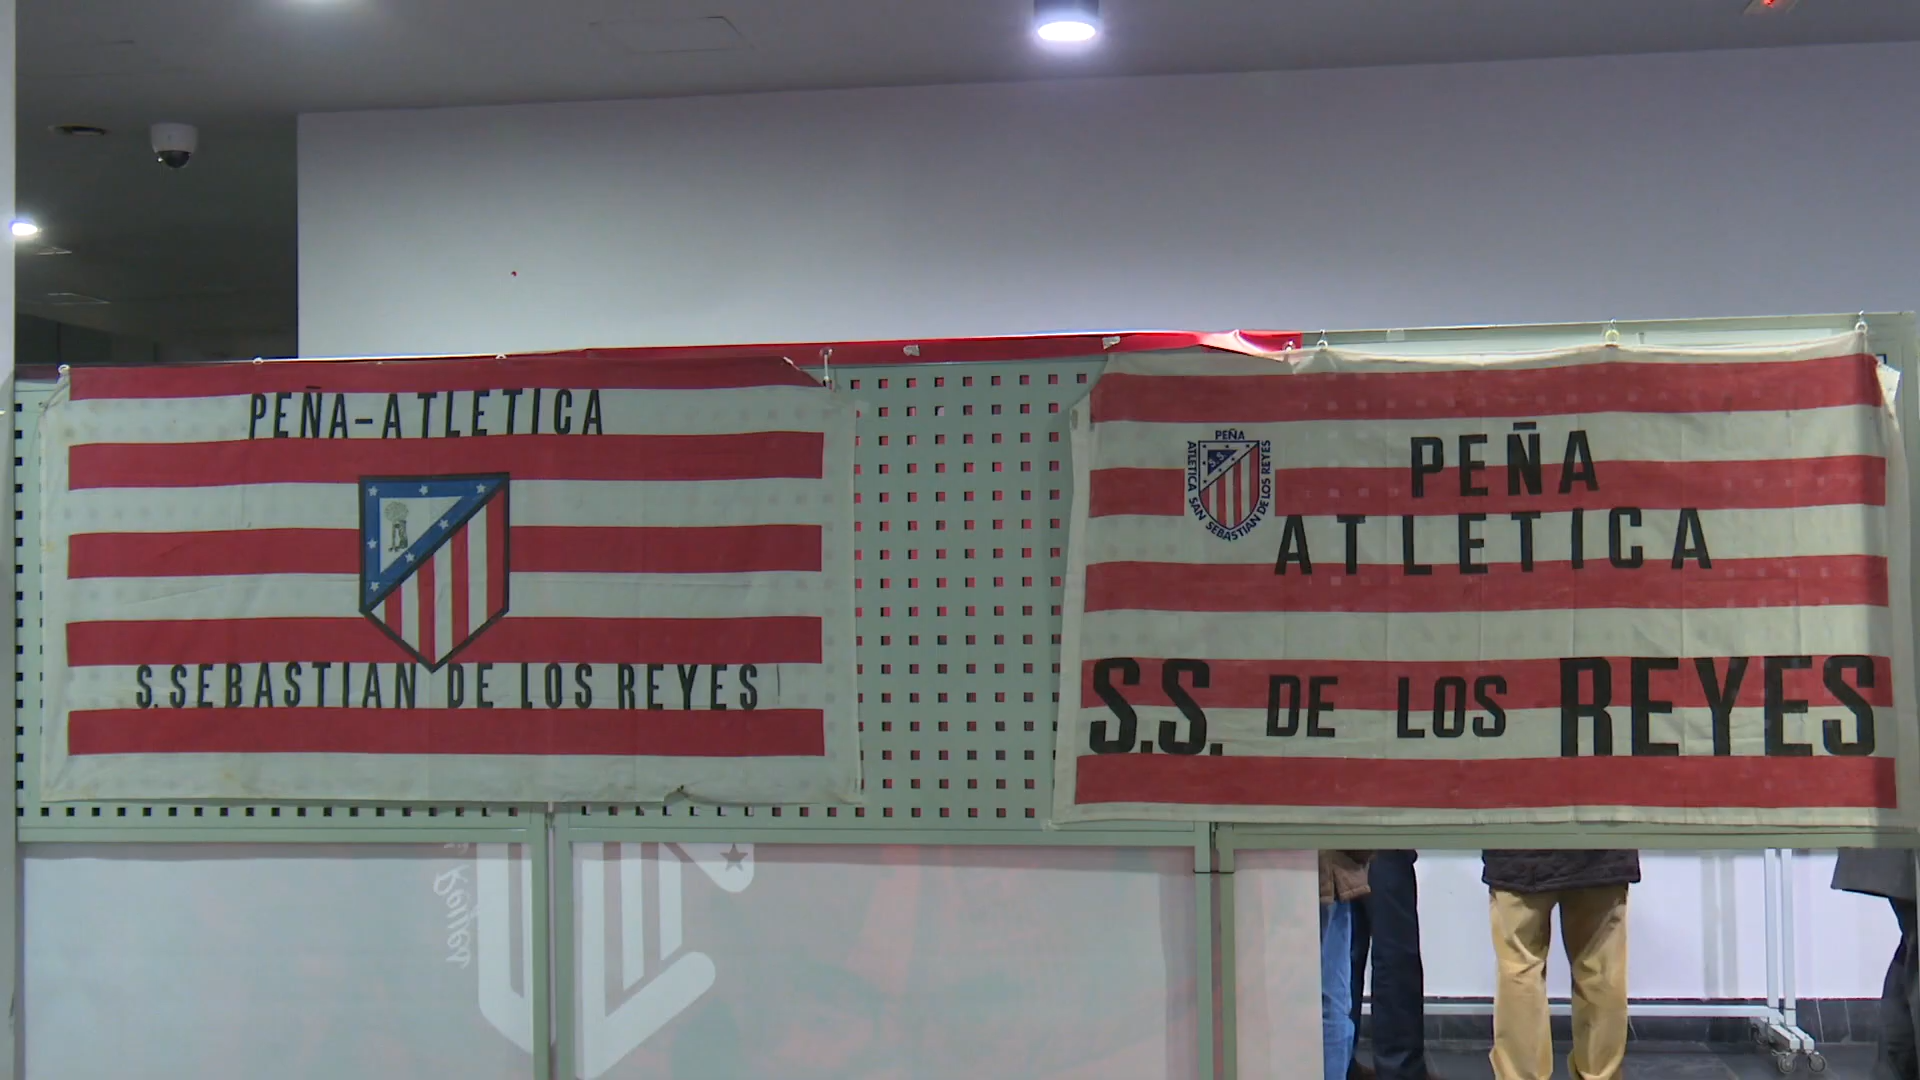 PEÑA-ATLETICA
S.SEBASTIAN DE LOS REYES
PEÑA
ATLETICA SAN SEBASTIAN DE LOS REYES
S.S.
PEÑA
ATLETICA
S.S. DE LOS REYES